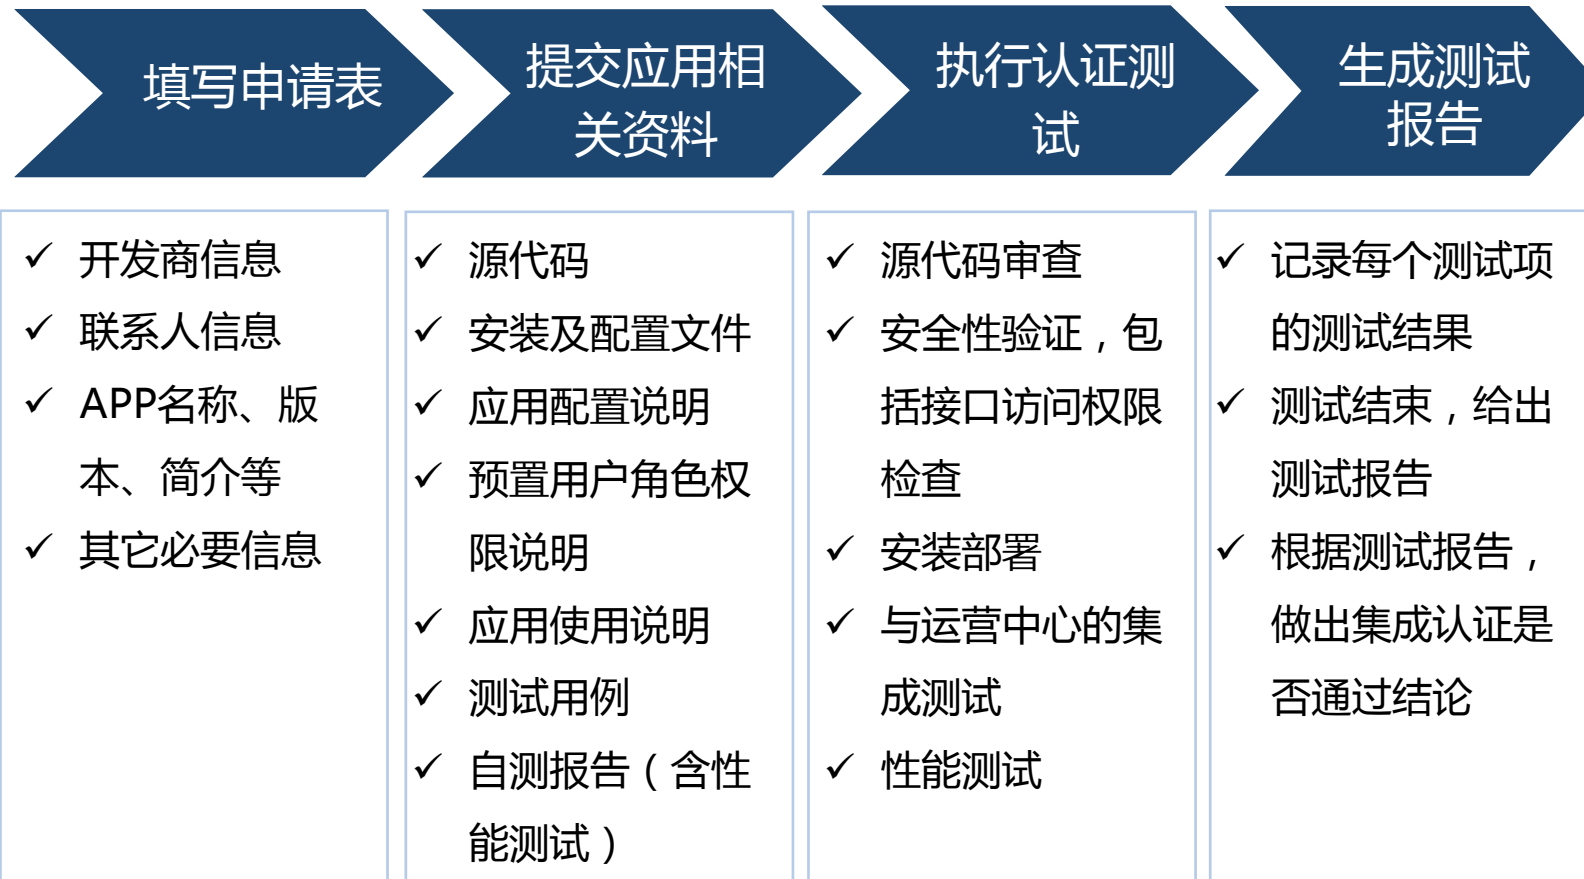 填写申请表
提交应用相
关资料
执行认证测
试
生成测试
报告
✓ 开发商信息
✓ 联系人信息
✓ APP名称、版
本、简介等
✓ 其它必要信息
✓ 源代码
✓ 安装及配置文件
✓ 应用配置说明
✓ 预置用户角色权
限说明
✓ 应用使用说明
✓ 测试用例
✓ 自测报告（含性
能测试）
✓ 源代码审查
✓ 安全性验证，包
括接口访问权限
检查
✓ 安装部署
✓ 与运营中心的集
成测试
✓ 性能测试
✓ 记录每个测试项
的测试结果
✓ 测试结束，给出
测试报告
✓ 根据测试报告，
做出集成认证是
否通过结论